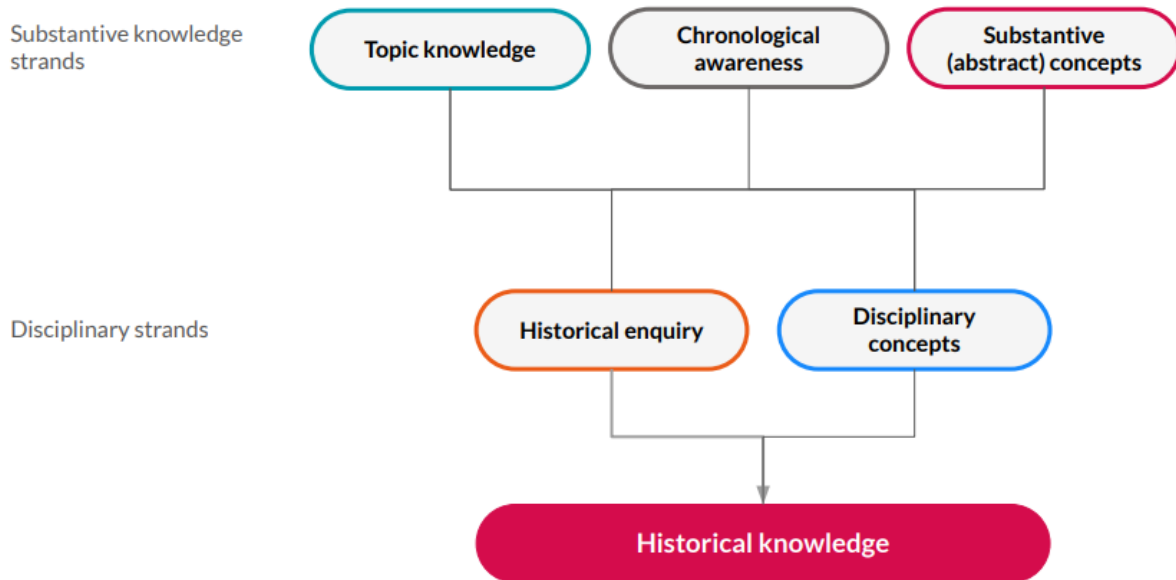 Substantive knowledge
strands
Topic knowledge
Chronological
awareness
Substantive
(abstract) concepts
Disciplinary strands
Historical enquiry
Disciplinary
concepts
Historical knowledge